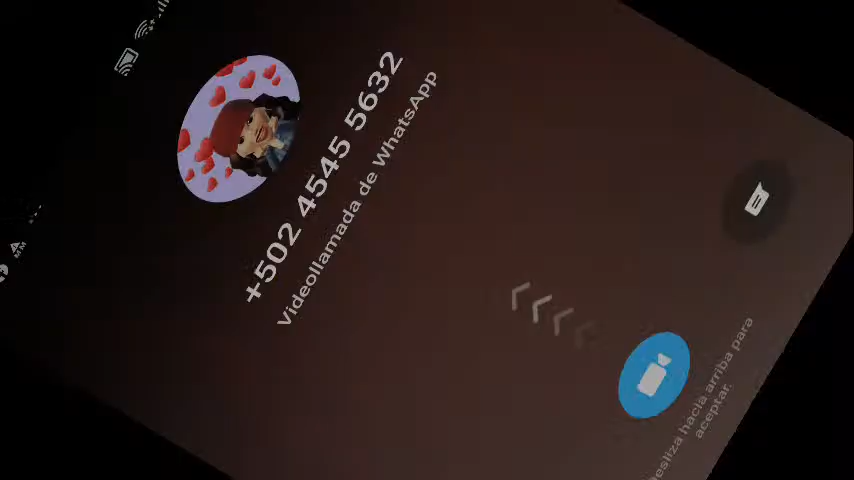 +502 4545 5632
Videollamada de WhatsApp
Desliza hacia arriba para
aceptar.